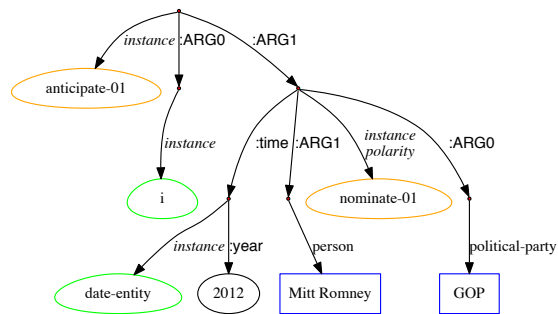 instance :ARG0 :ARG1
anticipate-01
instance :time :ARG1 instance :ARG0
polarity
i nominate-01
instance :year person political-party
date-entity 2012 Mitt Romney GOP